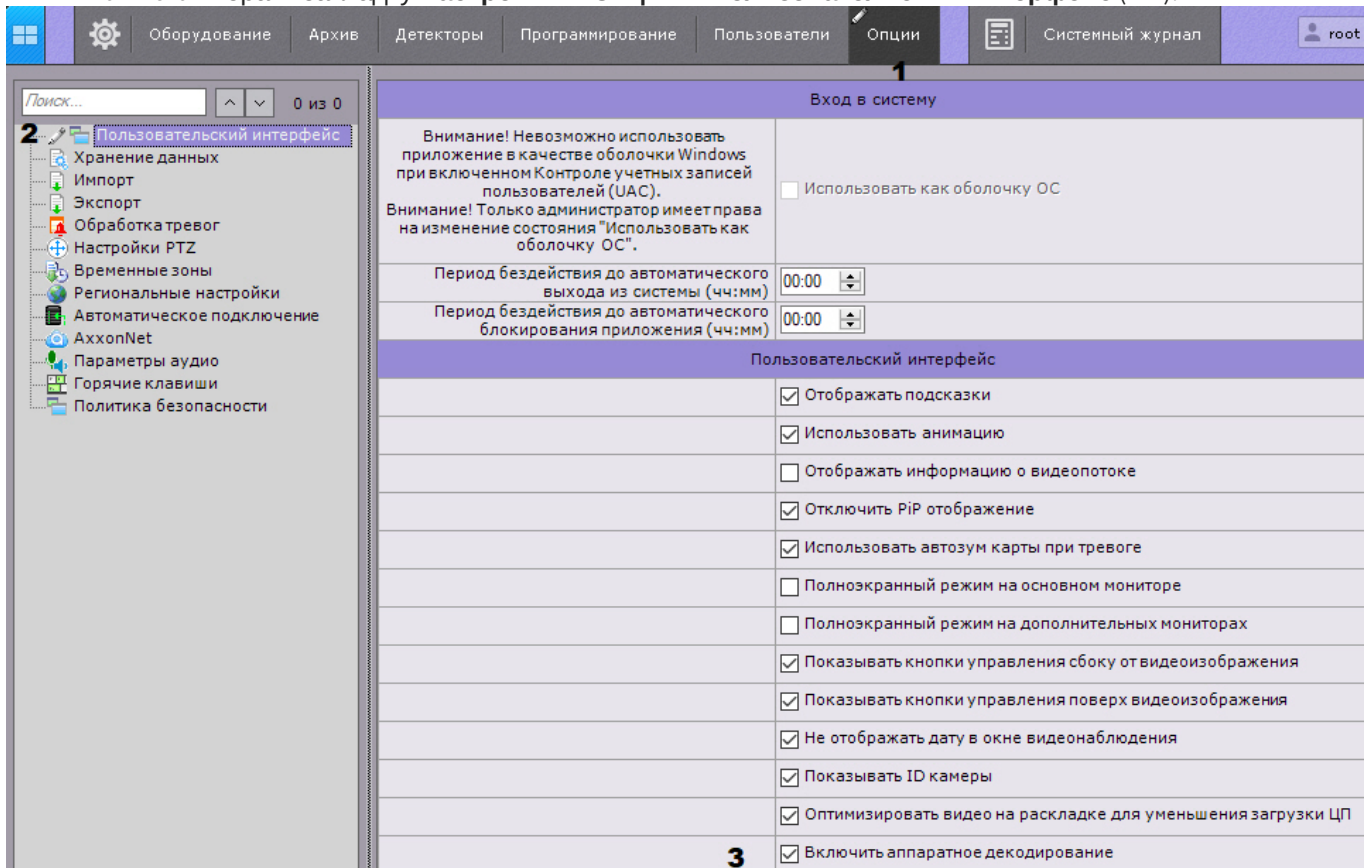 Оборудование Архив Детекторы Программирование Пользователи Опции Системный журнал root
1
Поиск... 0 из 0
2 Пользовательский интерфейс
Хранение данных
Импорт
Экспорт
Обработка тревог
Настройки PTZ
Временные зоны
Региональные настройки
Автоматическое подключение
AxxonNet
Параметры аудио
Горячие клавиши
Политика безопасности
Вход в систему
Внимание! Невозможно использовать
приложение в качестве оболочки Windows
при включенном Контроле учетных записей
пользователей (UAC).
Внимание! Только администратор имеет права
на изменение состояния "Использовать как
оболочку ОС".
Использовать как оболочку ОС
Период бездействия до автоматического
выхода из системы (чч:мм)
00:00
Период бездействия до автоматического
блокирования приложения (чч:мм)
00:00
Пользовательский интерфейс
Отображать подсказки
Использовать анимацию
Отображать информацию о видеопотоке
Отключить PiP отображение
Использовать автозум карты при тревоге
Полноэкранный режим на основном мониторе
Полноэкранный режим на дополнительных мониторах
Показывать кнопки управления сбоку от видеоизображения
Показывать кнопки управления поверх видеоизображения
Не отображать дату в окне видеонаблюдения
Показывать ID камеры
Оптимизировать видео на раскладке для уменьшения загрузки ЦП
3 Включить аппаратное декодирование